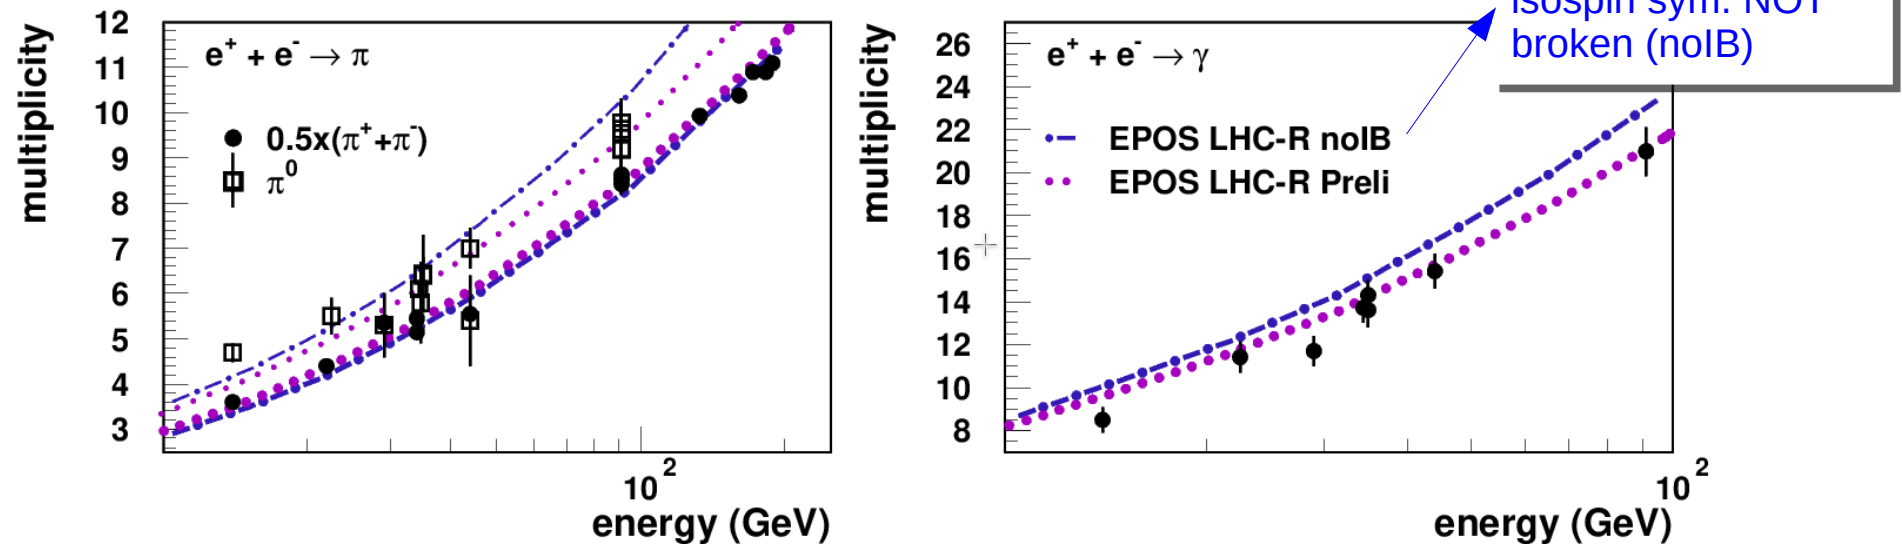 isospin sym. NOT
broken (noIB)
multiplicity
12
11
10
9
8
7
6
5
4
3
e⁺ + e⁻ → π
0.5x(π⁺+π⁻)
π⁰
10²
energy (GeV)
multiplicity
26
24
22
20
18
16
14
12
10
8
e⁺ + e⁻ → γ
EPOS LHC-R noIB
EPOS LHC-R Preli
10²
energy (GeV)